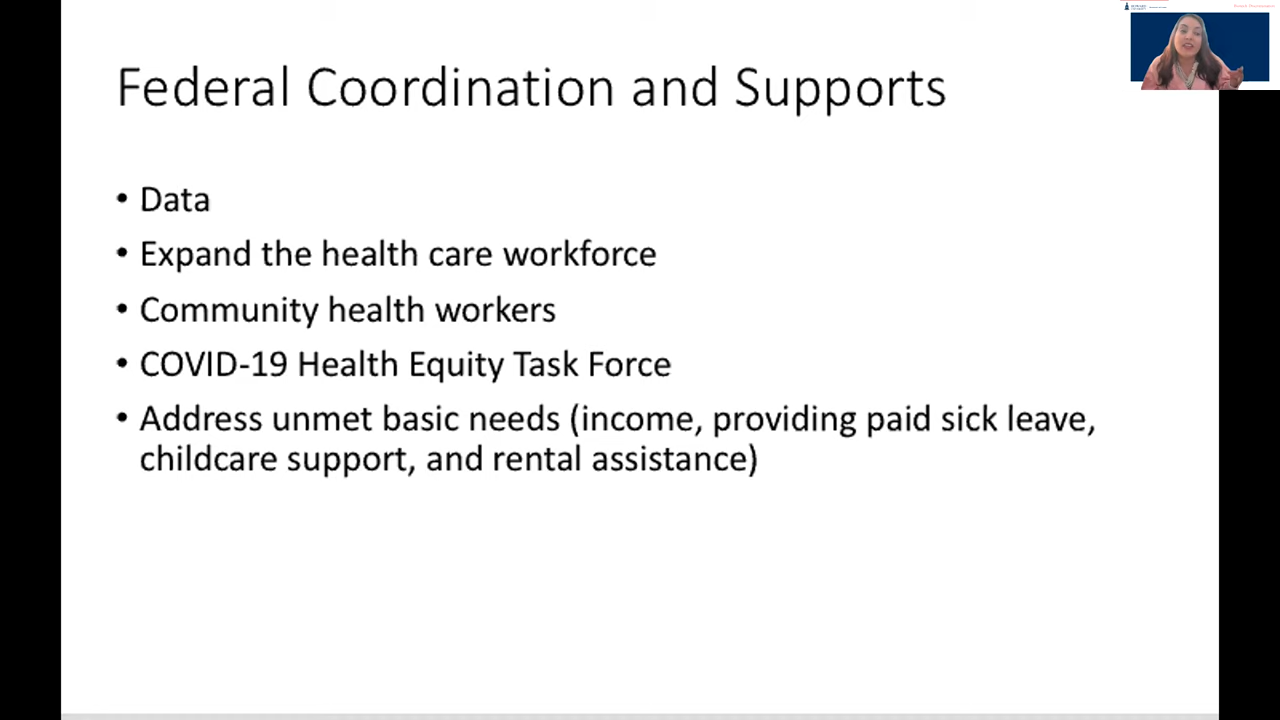 Federal Coordination and Supports
• Data
• Expand the health care workforce
• Community health workers
• COVID-19 Health Equity Task Force
• Address unmet basic needs (income, providing paid sick leave,
childcare support, and rental assistance)